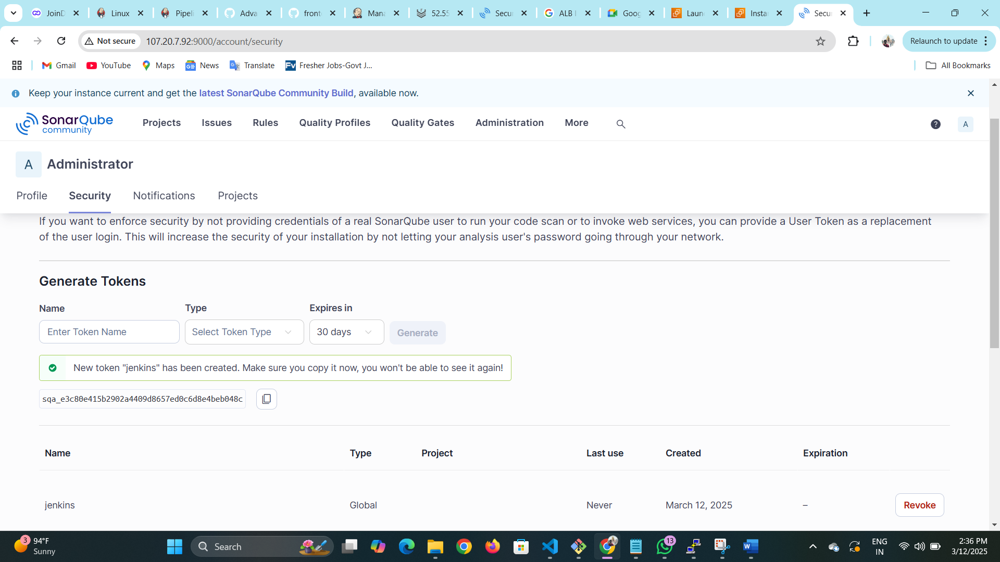 JoinD
Linux
Pipeli
Adva
front
Mana
52.55
Secu
ALB
Goog
Laun
Insta
Secu
Not secure
107.20.7.92:9000/account/security
Relaunch to update
Gmail
YouTube
Maps
News
Translate
Fresher Jobs-Govt J...
All Bookmarks
Keep your instance current and get the latest SonarQube Community Build, available now.
SonarQube
community
Projects
Issues
Rules
Quality Profiles
Quality Gates
Administration
More
?
A
A
Administrator
Profile
Security
Notifications
Projects
If you want to enforce security by not providing credentials of a real SonarQube user to run your code scan or to invoke web services, you can provide a User Token as a replacement
of the user login. This will increase the security of your installation by not letting your analysis user's password going through your network.
Generate Tokens
Name
Type
Expires in
Enter Token Name
Select Token Type
30 days
Generate
New token "jenkins" has been created. Make sure you copy it now, you won't be able to see it again!
sqa_e3c80e415b2902a4409d8657ed0c6d8e4beb048c
Name
Type
Project
Last use
Created
Expiration
jenkins
Global
Never
March 12, 2025
–
Revoke
3
94°F
Sunny
Search
13
ENG
IN
2:36 PM
3/12/2025